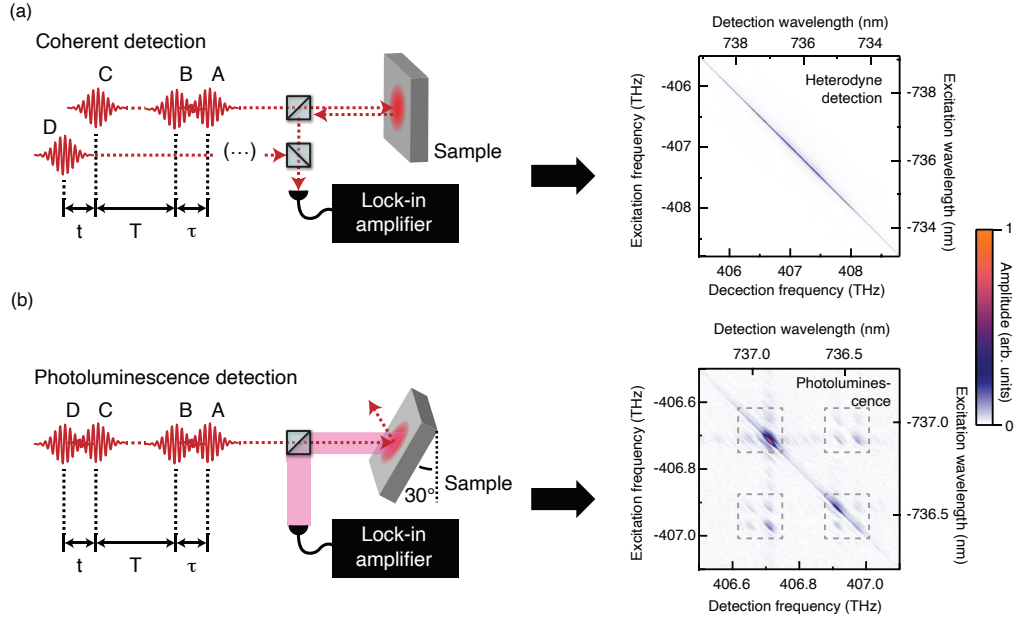 (a)
Coherent detection
C
B
A
D
(...)
Sample
Lock-in
amplifier
t
T
τ
Detection wavelength (nm)
738
736
734
Heterodyne
detection
Excitation frequency (THz)
-406
-407
-408
Excitation wavelength (nm)
-738
-736
-734
406
407
408
Decection frequency (THz)
(b)
Photoluminescence detection
D
C
B
A
30°
Sample
Lock-in
amplifier
t
T
τ
Detection wavelength (nm)
737.0
736.5
Photolumines-
cence
Excitation frequency (THz)
-406.6
-406.8
-407.0
Excitation wavelength (nm)
-737.0
-736.5
406.6
406.8
407.0
Detection frequency (THz)
1
Amplitude (arb. units)
0